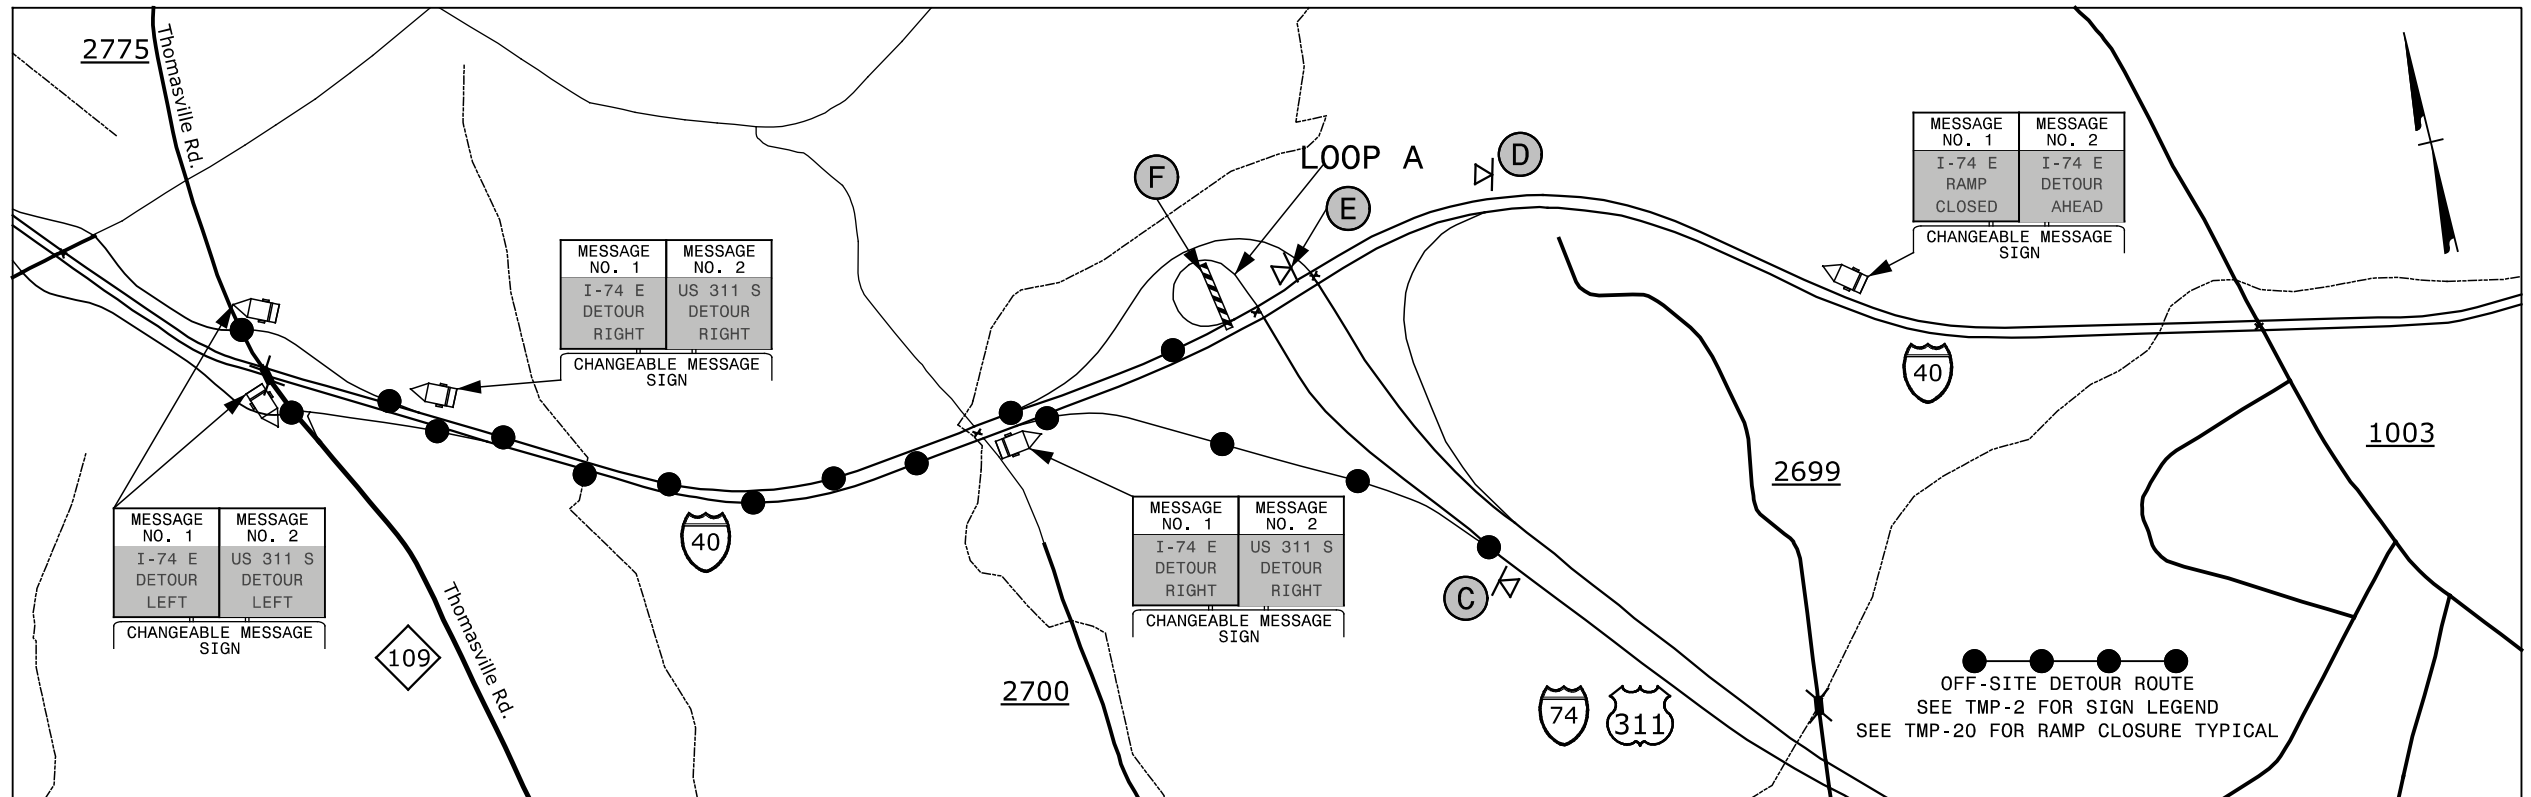 2775
Thomasville Rd.
MESSAGE NO. 1
I-74 E
RAMP
CLOSED
MESSAGE NO. 2
I-74 E
DETOUR
AHEAD
CHANGEABLE MESSAGE
SIGN
LOOP A
F
D
E
MESSAGE NO. 1
I-74 E
DETOUR
RIGHT
MESSAGE NO. 2
US 311 S
DETOUR
RIGHT
CHANGEABLE MESSAGE
SIGN
40
1003
2699
MESSAGE NO. 1
I-74 E
DETOUR
LEFT
MESSAGE NO. 2
US 311 S
DETOUR
LEFT
CHANGEABLE MESSAGE
SIGN
40
MESSAGE NO. 1
I-74 E
DETOUR
RIGHT
MESSAGE NO. 2
US 311 S
DETOUR
RIGHT
CHANGEABLE MESSAGE
SIGN
C
Thomasville Rd.
109
2700
74
311
OFF-SITE DETOUR ROUTE
SEE TMP-2 FOR SIGN LEGEND
SEE TMP-20 FOR RAMP CLOSURE TYPICAL